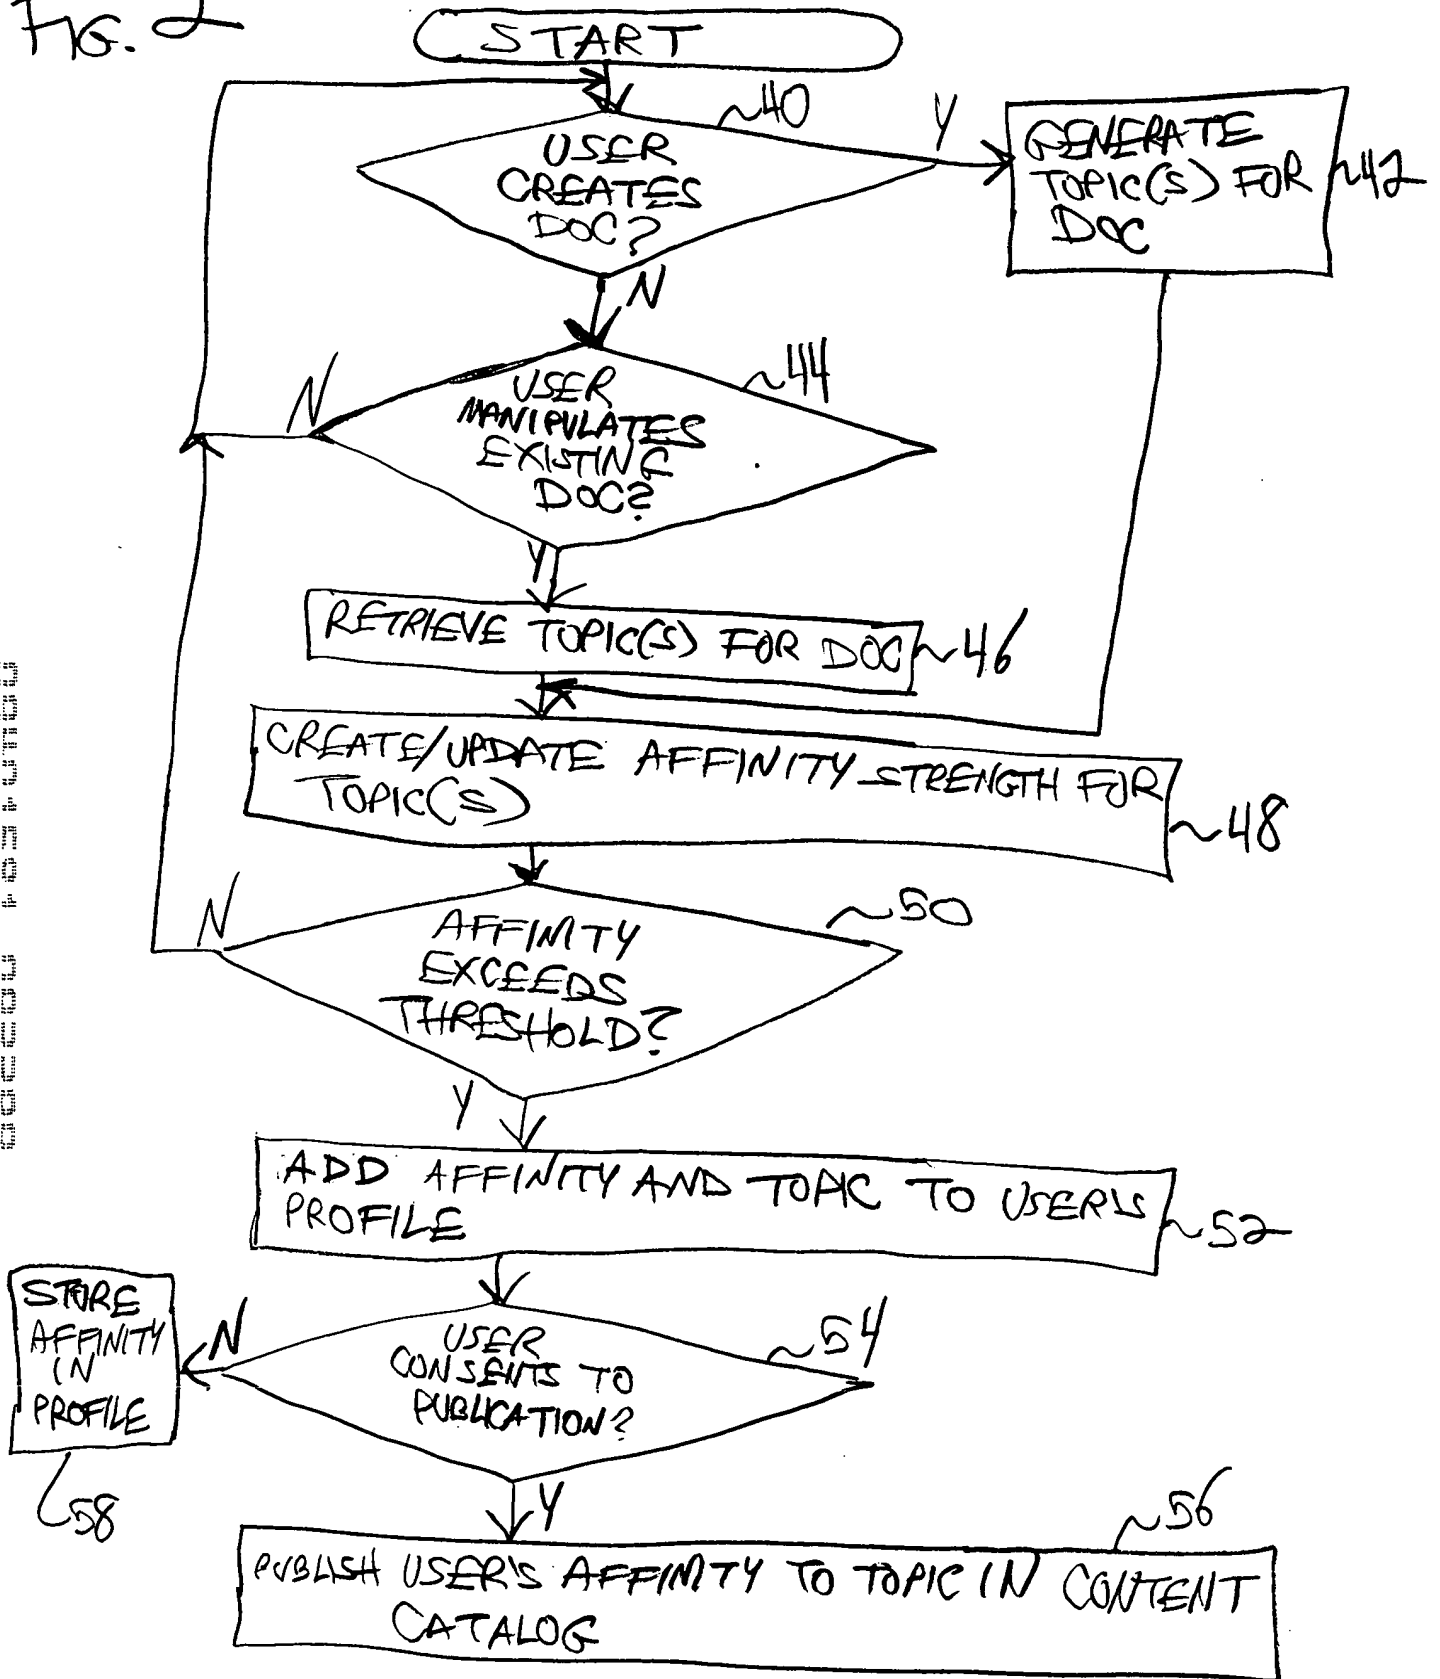 FIG. 2
START
~40
USER
CREATES
DOC?
Y
GENERATE
TOPIC(S) FOR
DOC
~42
N
~44
USER
MANIPULATES
EXISTING
DOC?
N
Y
RETRIEVE TOPIC(S) FOR DOC
~46
CREATE/UPDATE AFFINITY STRENGTH FOR
TOPIC(S)
~48
~50
AFFINITY
EXCEEDS
THRESHOLD?
N
Y
ADD AFFINITY AND TOPIC TO USER'S
PROFILE
~52
~54
USER
CONSENTS TO
PUBLICATION?
N
STORE
AFFINITY
IN
PROFILE
58
Y
~56
PUBLISH USER'S AFFINITY TO TOPIC IN CONTENT
CATALOG